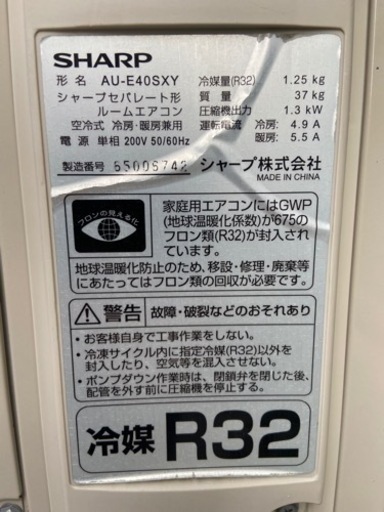 SHARP
形名 AU-E40SXY 冷媒量(R32) 1.25 kg
シャープセパレート形 質量 37 kg
ルームエアコン 圧縮機出力 1.3 kW
空冷式 冷房・暖房兼用 運転電流 冷房: 4.9 A
電源 単相 200V 50/60Hz 暖房: 5.5 A
製造番号 55009742 シャープ株式会社
MADE IN CHINA
フロンの見える化
家庭用エアコンにはGWP
(地球温暖化係数)が675の
フロン類(R32)が封入され
ています。
地球温暖化防止のため、移設・修理・廃棄等
にあたってはフロン類の回収が必要です。
警告 故障・破裂などのおそれあり
・お客様自身で工事作業をしない。
・冷凍サイクル内に指定冷媒(R32)以外を
封入したり、空気等を混入させない。
・ポンプダウン作業時は、閉鎖弁を閉じた後、
配管を外す前に圧縮機を停止する。
冷媒 R32